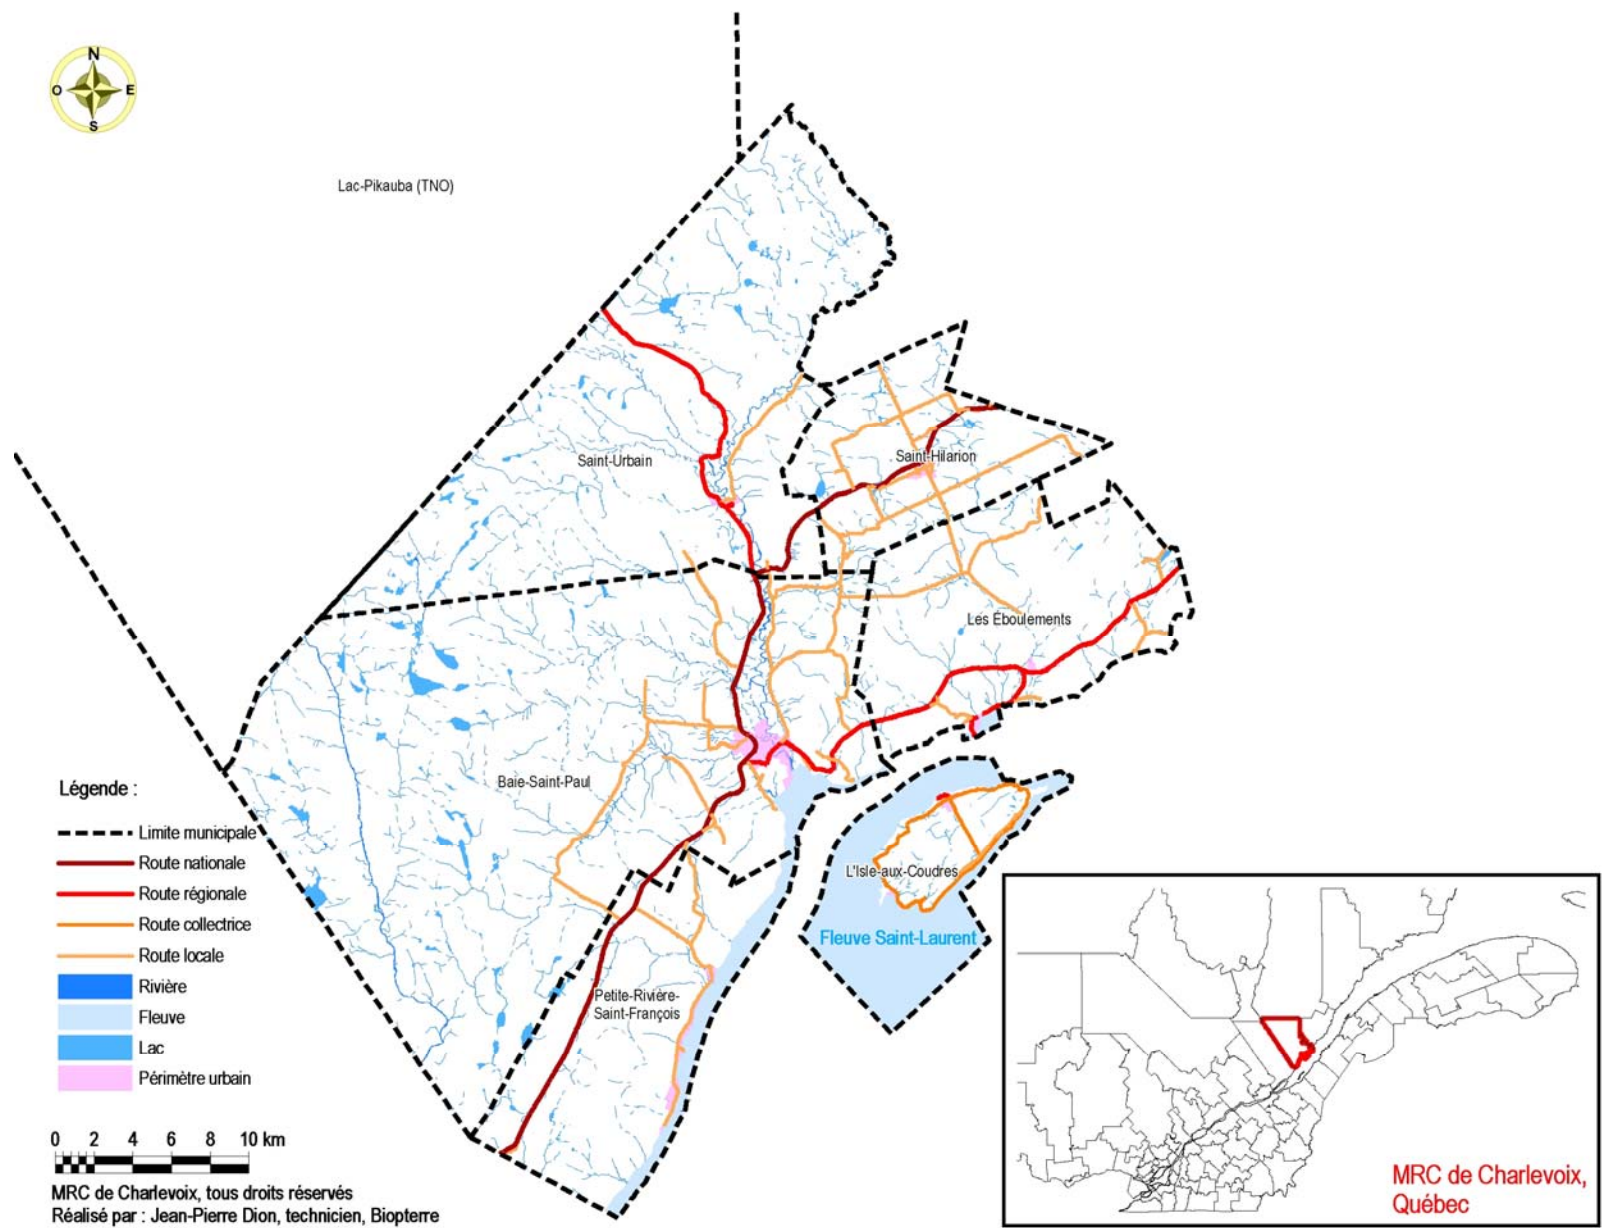 N
O E
S
Lac-Pikauba (TNO)
Saint-Urbain
Saint-Hilarion
Les Éboulements
Baie-Saint-Paul
L'Isle-aux-Coudres
Fleuve Saint-Laurent
Petite-Rivière-
Saint-François
Légende :
Limite municipale
Route nationale
Route régionale
Route collectrice
Route locale
Rivière
Fleuve
Lac
Périmètre urbain
0 2 4 6 8 10 km
MRC de Charlevoix, tous droits réservés
Réalisé par : Jean-Pierre Dion, technicien, Biopterre
MRC de Charlevoix,
Québec